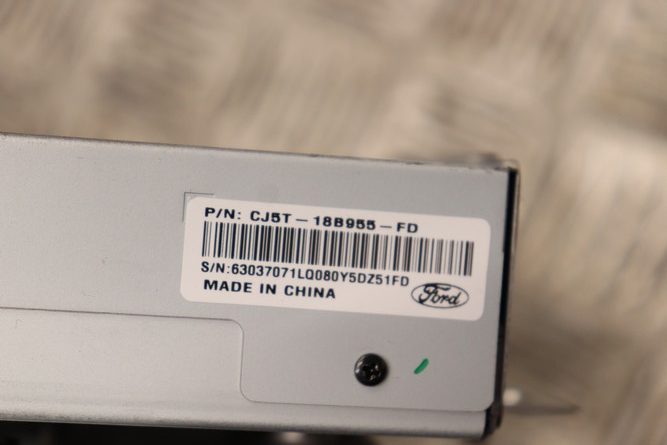 P/N: CJ5T-18B955-FD
S/N:63037071LQ080Y5DZ51FD
MADE IN CHINA
Ford